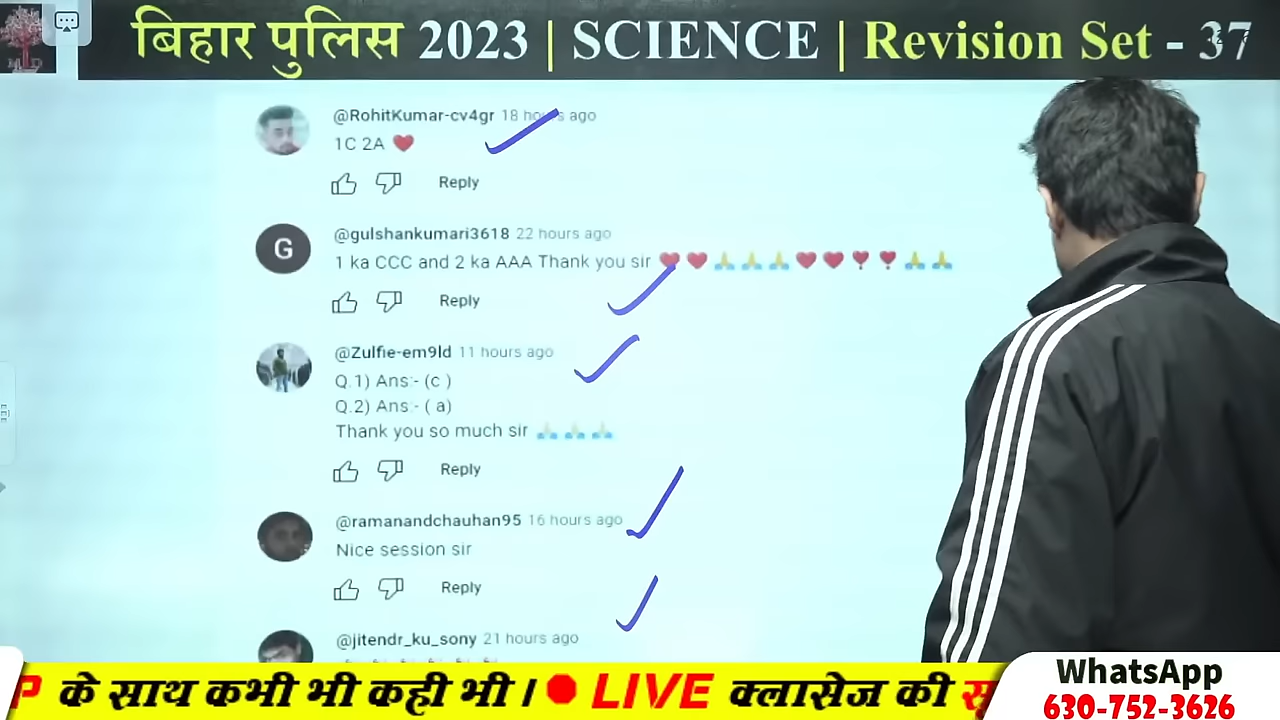 बिहार पुलिस 2023 | SCIENCE | Revision Set - 37
@RohitKumar-cv4gr 18 hours ago
1C 2A ❤️
Reply
G
@gulshankumari3618 22 hours ago
1 ka CCC and 2 ka AAA Thank you sir ❤️❤️🙏🙏🙏❤️❤️❣️❣️🙏🙏
Reply
@Zulfie-em9ld 11 hours ago
Q.1) Ans:- (c )
Q.2) Ans:- ( a)
Thank you so much sir 🙏🙏🙏
Reply
@ramanandchauhan95 16 hours ago
Nice session sir
Reply
@jitendr_ku_sony 21 hours ago
के साथ कभी भी कही भी । LIVE क्लासेज की
WhatsApp
630-752-3626